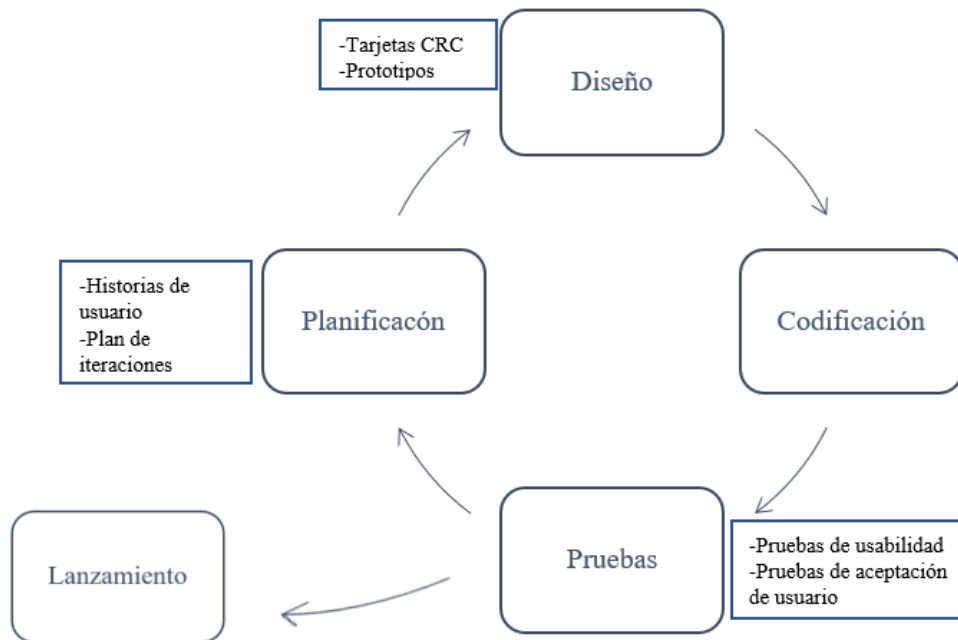 -Tarjetas CRC
-Prototipos
Diseño
-Historias de
usuario
-Plan de
iteraciones
Planificacón
Codificación
Lanzamiento
Pruebas
-Pruebas de usabilidad
-Pruebas de aceptación
de usuario